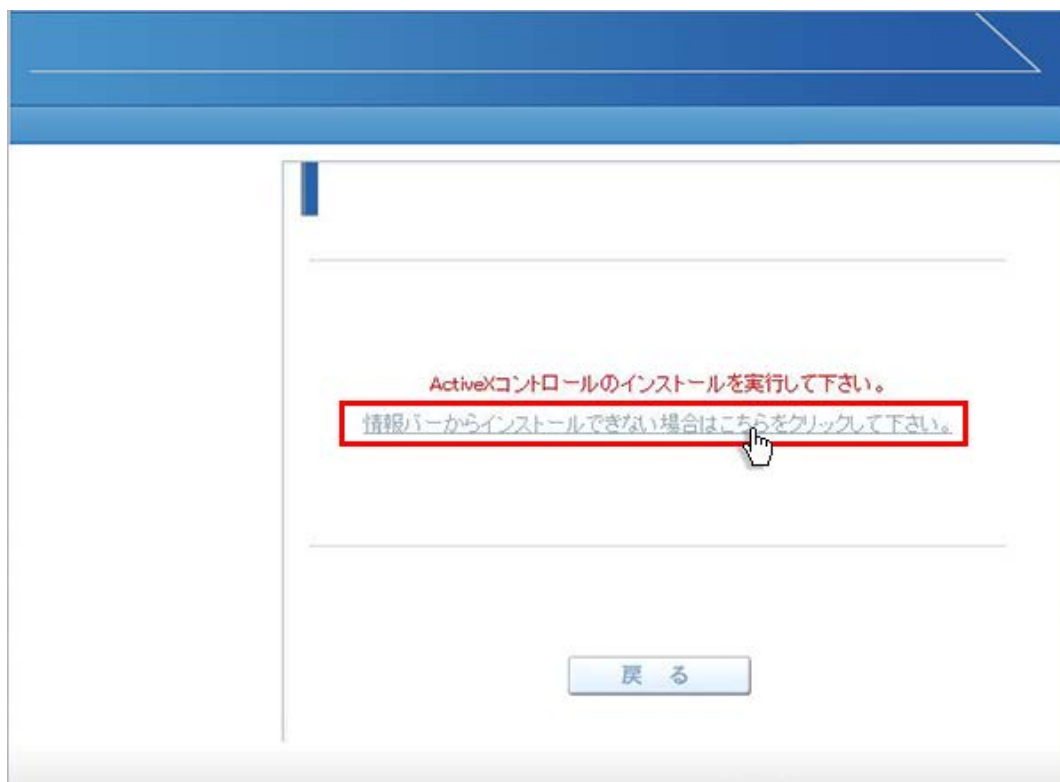 ActiveXコントロールのインストールを実行して下さい。
情報バーからインストールできない場合はこちらをクリックして下さい。
戻 る